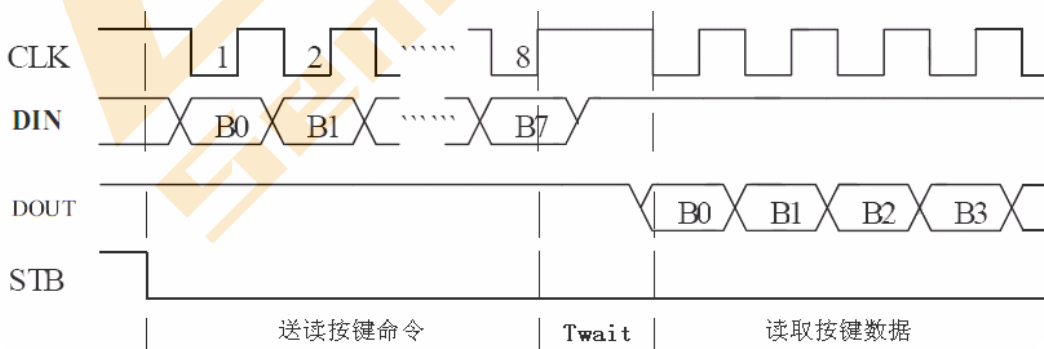 CLK 1 2 ...... 8
DIN B0 B1 ...... B7
DOUT B0 B1 B2 B3
STB
送读按键命令 Twait 读取按键数据